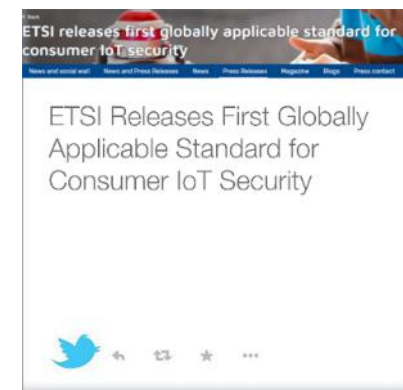 Back
ETSI releases first globally applicable standard for
consumer IoT security
News and social wall News and Press Releases News Press Releases Magazine Blogs Press contact
ETSI Releases First Globally
Applicable Standard for
Consumer IoT Security